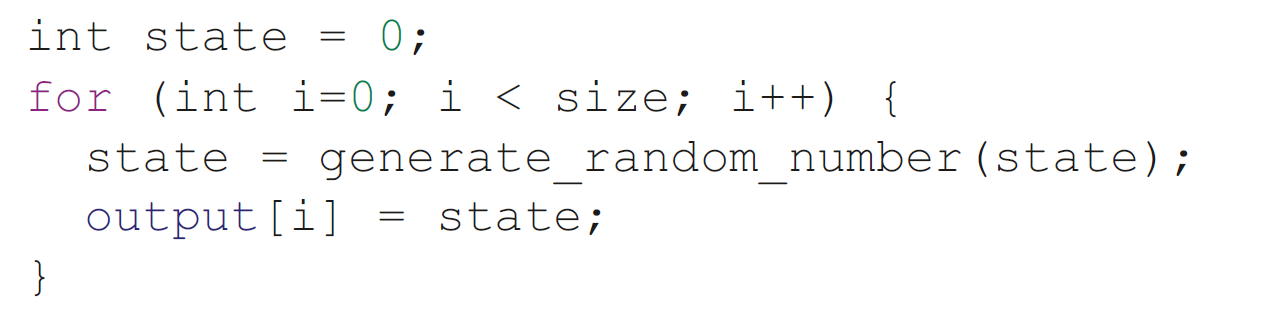 int state = 0;
for (int i=0; i < size; i++) {
  state = generate_random_number(state);
  output[i] = state;
}